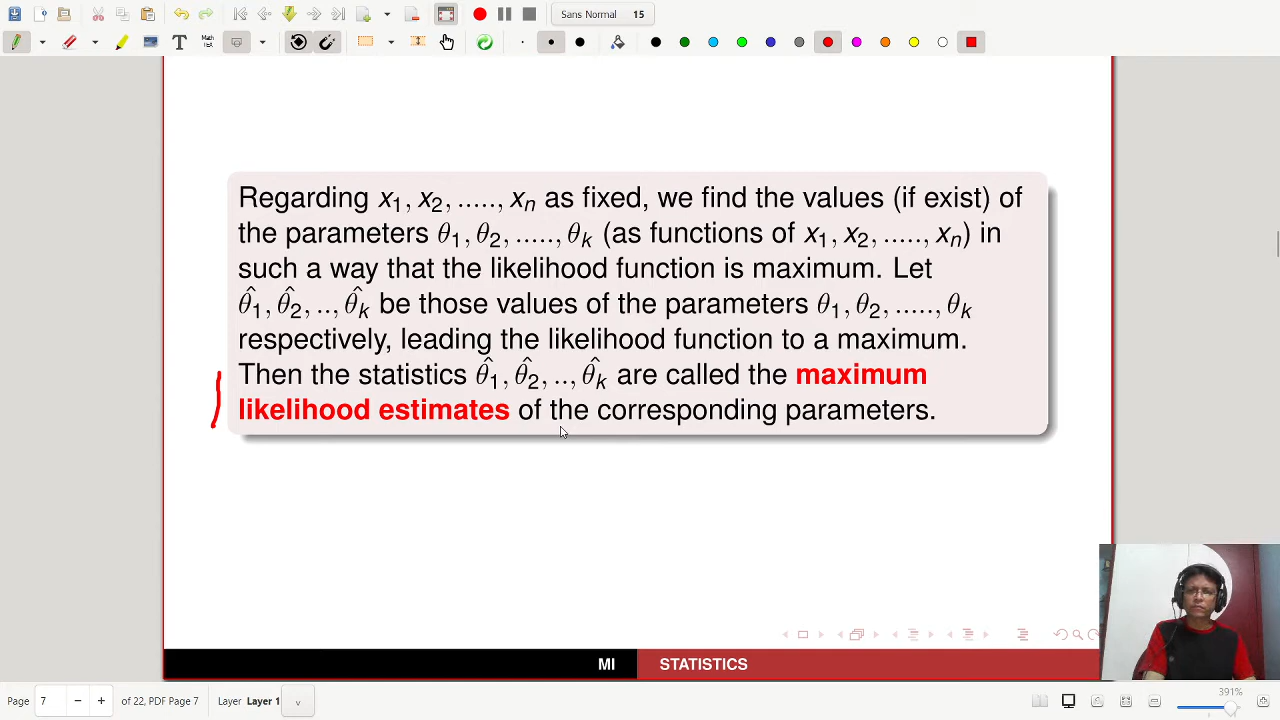 Sans Normal 15
Regarding x₁, x₂, ....., xₙ as fixed, we find the values (if exist) of
the parameters θ₁, θ₂, ....., θₖ (as functions of x₁, x₂, ....., xₙ) in
such a way that the likelihood function is maximum. Let
θ̂₁, θ̂₂, .., θ̂ₖ be those values of the parameters θ₁, θ₂, ....., θₖ
respectively, leading the likelihood function to a maximum.
Then the statistics θ̂₁, θ̂₂, .., θ̂ₖ are called the maximum
likelihood estimates of the corresponding parameters.
MI STATISTICS
Page 7 of 22, PDF Page 7 Layer Layer 1 391%